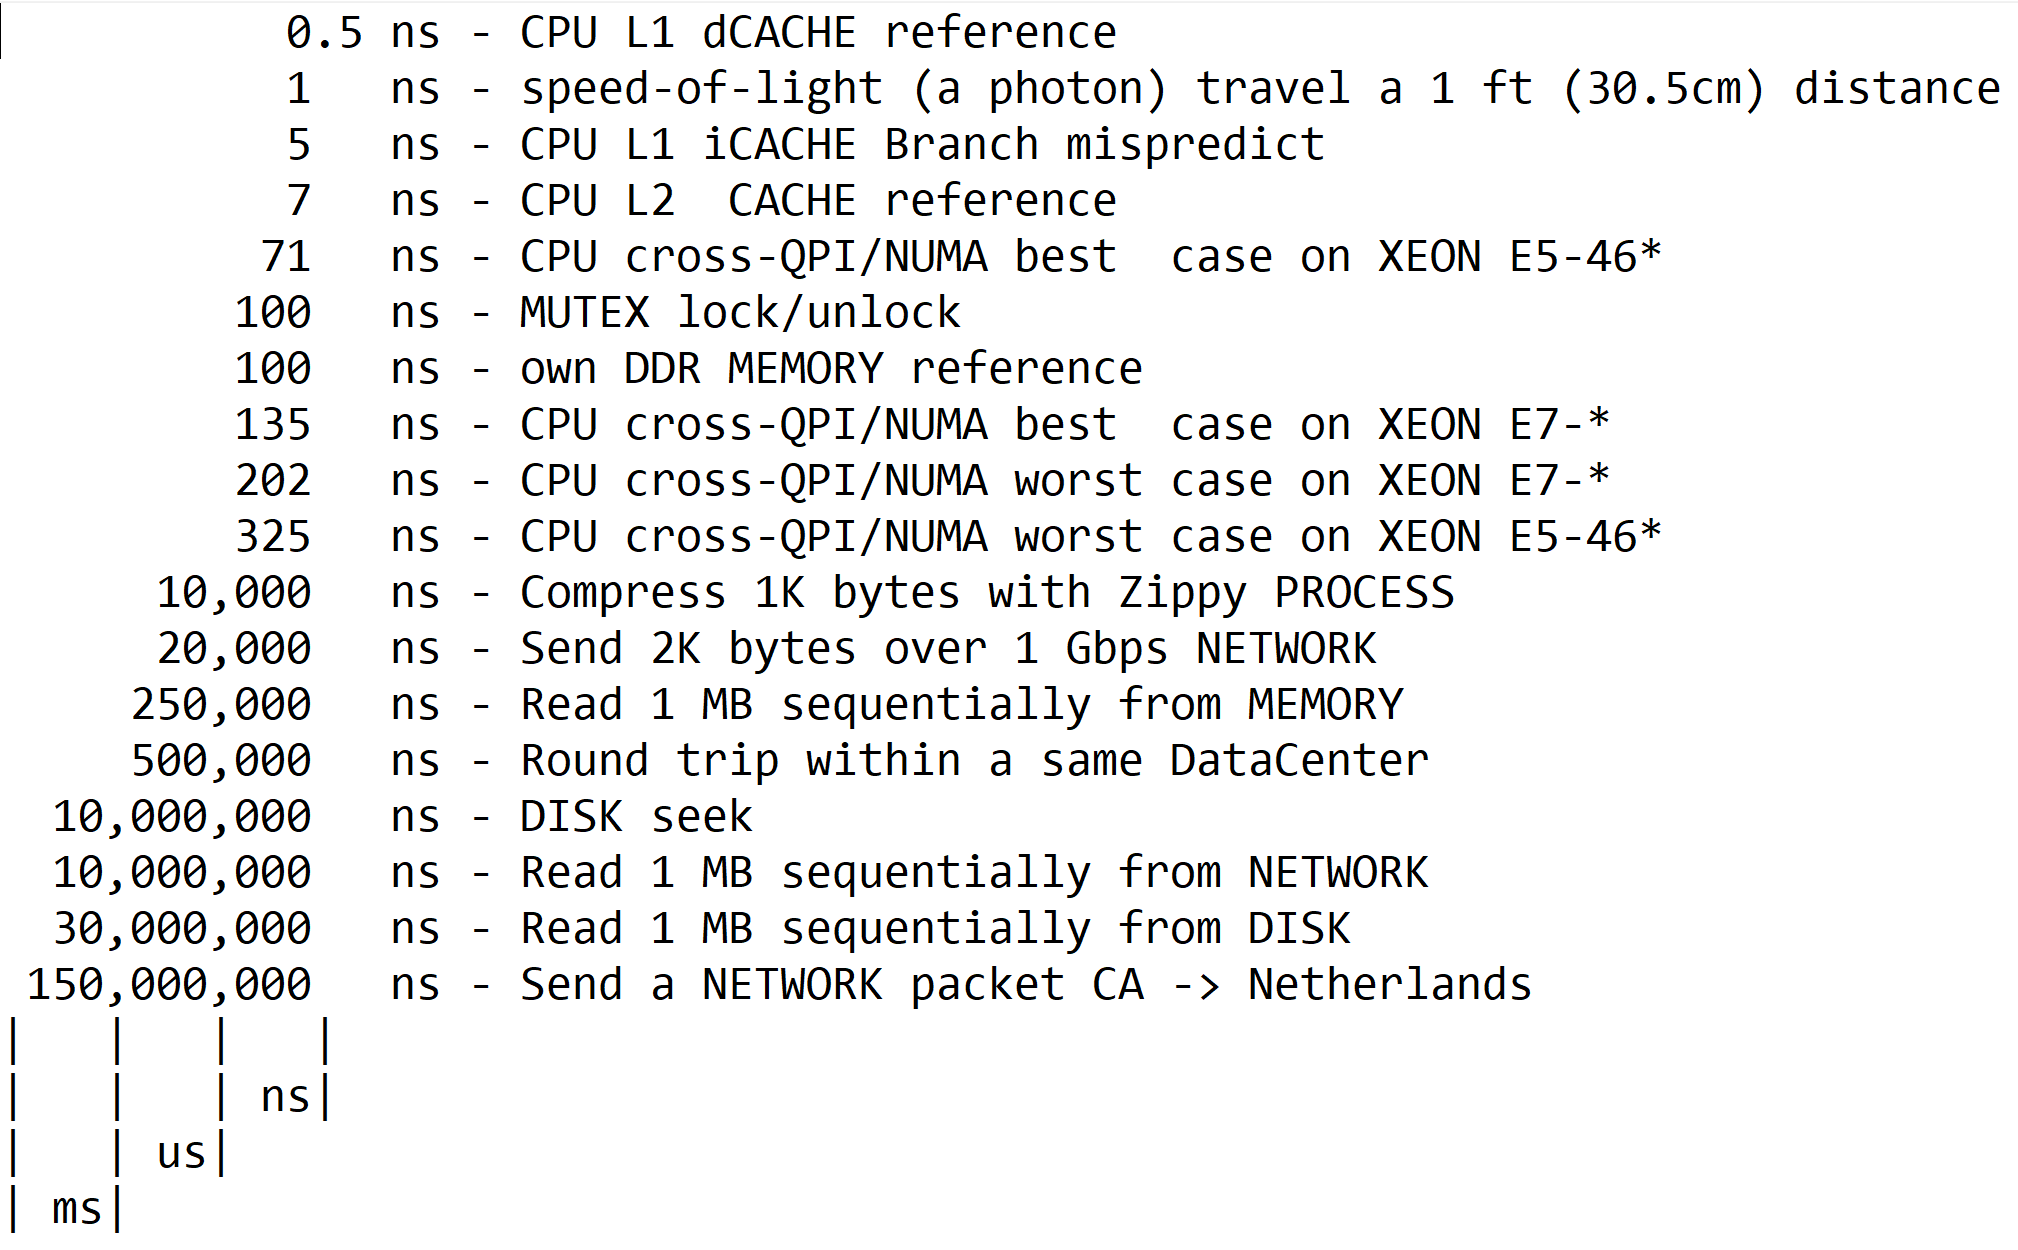 0.5 ns - CPU L1 dCACHE reference
           1   ns - speed-of-light (a photon) travel a 1 ft (30.5cm) distance
           5   ns - CPU L1 iCACHE Branch mispredict
           7   ns - CPU L2  CACHE reference
          71   ns - CPU cross-QPI/NUMA best  case on XEON E5-46*
         100   ns - MUTEX lock/unlock
         100   ns - own DDR MEMORY reference
         135   ns - CPU cross-QPI/NUMA best  case on XEON E7-*
         202   ns - CPU cross-QPI/NUMA worst case on XEON E7-*
         325   ns - CPU cross-QPI/NUMA worst case on XEON E5-46*
      10,000   ns - Compress 1K bytes with Zippy PROCESS
      20,000   ns - Send 2K bytes over 1 Gbps NETWORK
     250,000   ns - Read 1 MB sequentially from MEMORY
     500,000   ns - Round trip within a same DataCenter
  10,000,000   ns - DISK seek
  10,000,000   ns - Read 1 MB sequentially from NETWORK
  30,000,000   ns - Read 1 MB sequentially from DISK
 150,000,000   ns - Send a NETWORK packet CA -> Netherlands
|   |   |   |
|   |   | ns|
|   | us|
| ms|